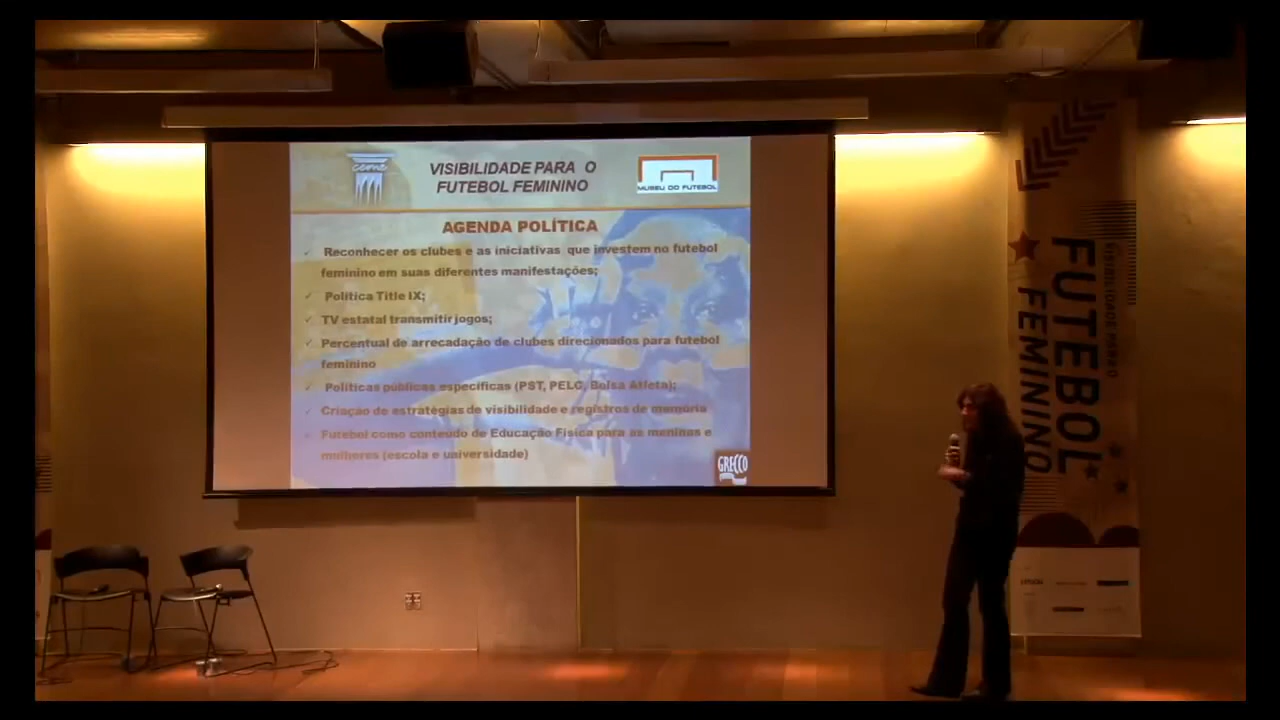 VISIBILIDADE PARA O
FUTEBOL FEMININO
MUSEU DO FUTEBOL
AGENDA POLÍTICA
Reconhecer os clubes e as iniciativas que investem no futebol
feminino em suas diferentes manifestações;
Política Title IX;
TV estatal transmitir jogos;
Percentual de arrecadação de clubes direcionados para futebol
feminino
Políticas públicas específicas (PST, PELC, Bolsa Atleta);
Criação de estratégias de visibilidade e registros de memória
Futebol como conteúdo de Educação Física para as meninas e
mulheres (escola e universidade)
GRECCO
VISIBILIDADE PARA O
FUTEBOL
FEMININO